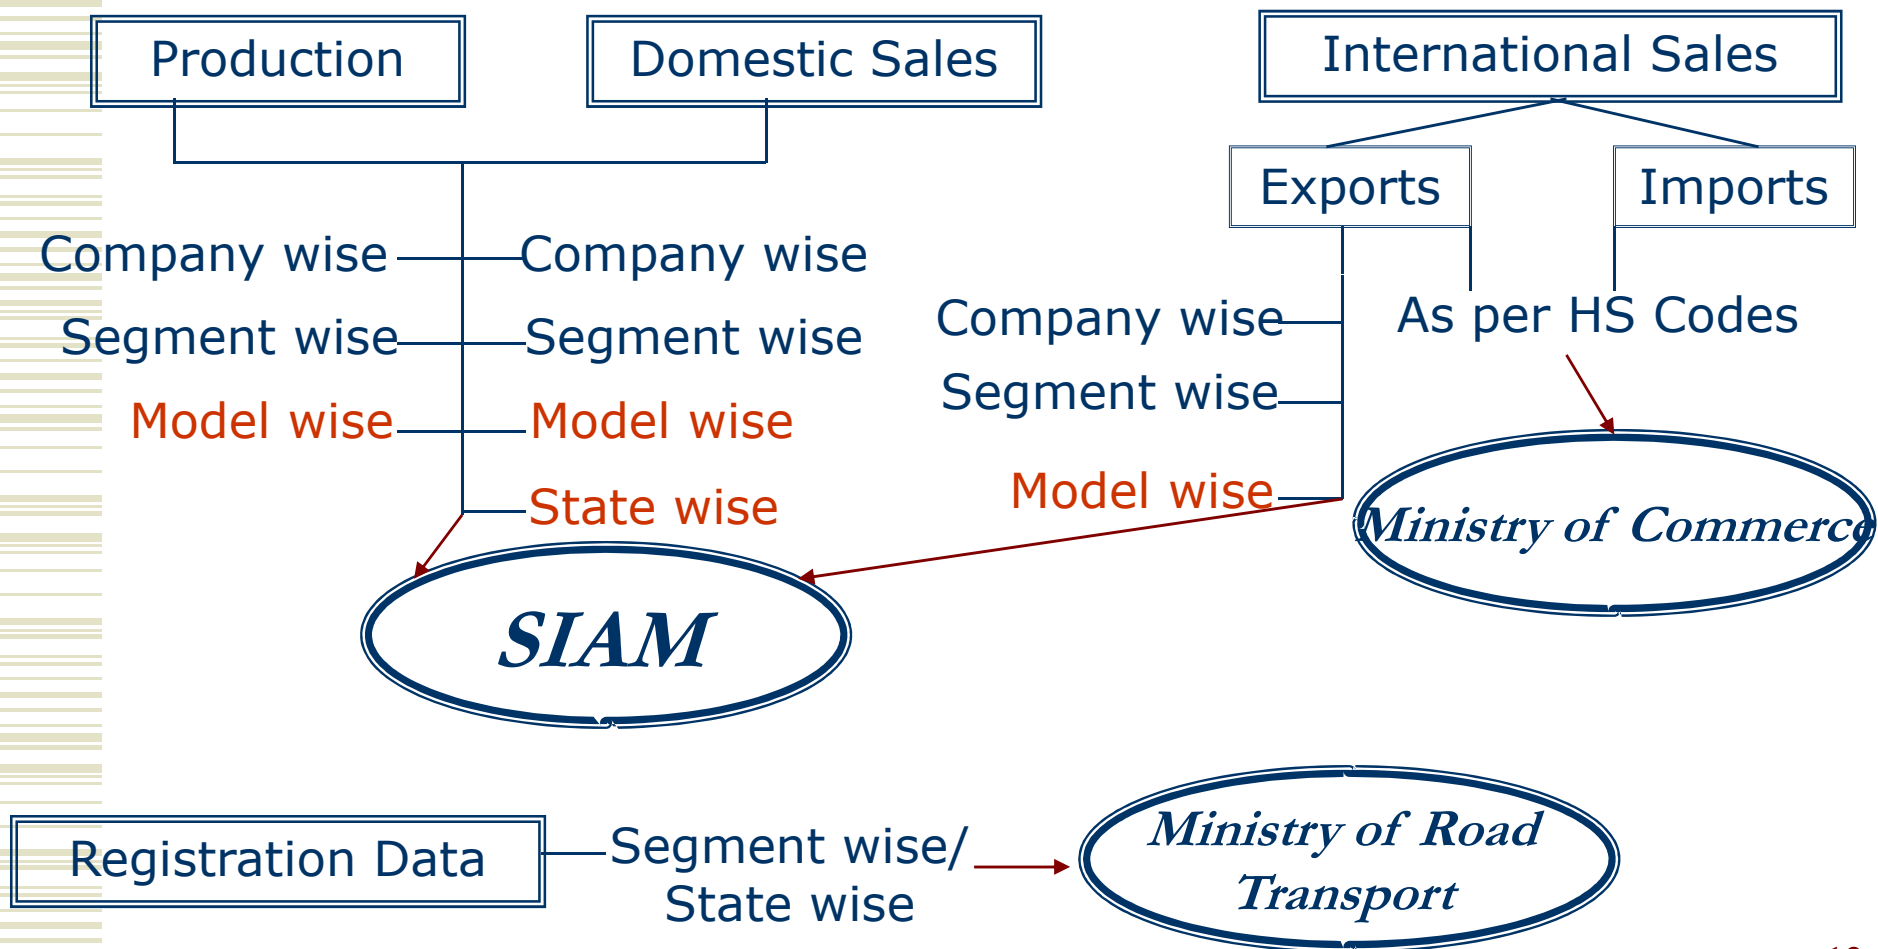 Production
Domestic Sales
International Sales
Exports
Imports
Company wise
Company wise
Segment wise
Segment wise
Model wise
Model wise
State wise
Company wise
Segment wise
Model wise
As per HS Codes
Ministry of Commerce
SIAM
Registration Data
Segment wise/
State wise
Ministry of Road
Transport